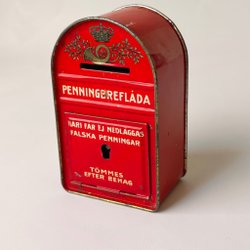 PENNINGBREFLÅDA
HÄRI FÅR EJ NEDLÄGGAS
FALSKA PENNINGAR
TÖMMES
EFTER BEHAG